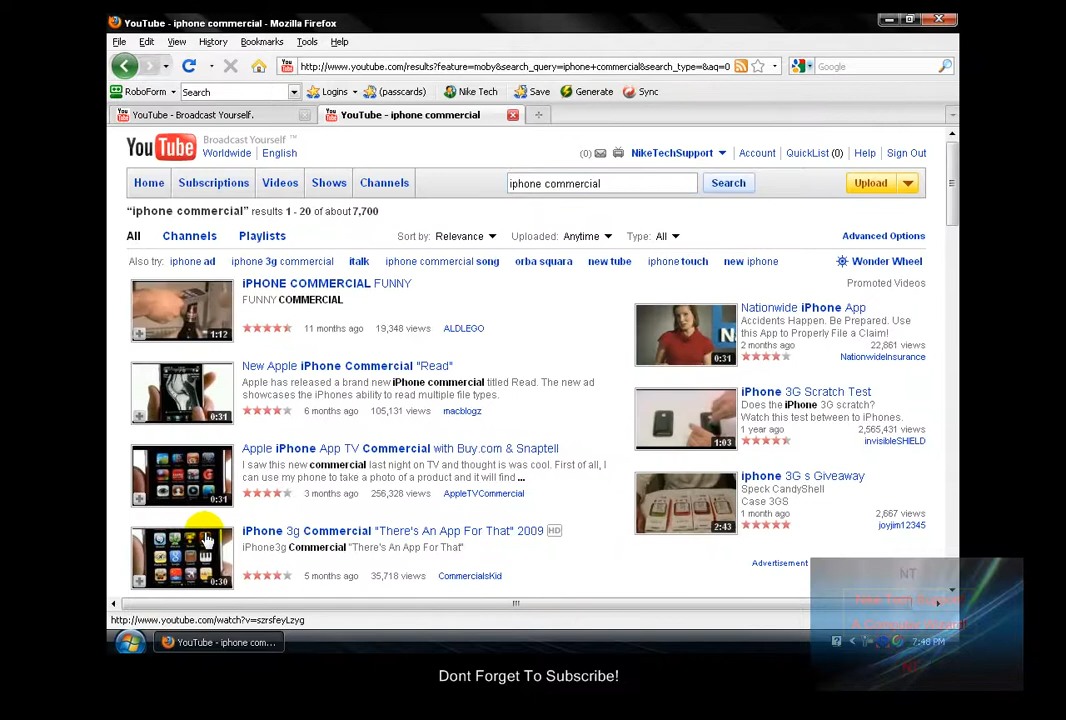 YouTube - iphone commercial - Mozilla Firefox
File Edit View History Bookmarks Tools Help
http://www.youtube.com/results?feature=moby&search_query=iphone+commercial&search_type=&aq=0
Google
RoboForm Search Logins (passcards) Nike Tech Save Generate Sync
YouTube - Broadcast Yourself. YouTube - iphone commercial
YouTube Broadcast Yourself ™
Worldwide English
(0) NikeTechSupport Account QuickList (0) Help Sign Out
Home Subscriptions Videos Shows Channels iphone commercial Search Upload
"iphone commercial" results 1 - 20 of about 7,700
All Channels Playlists Sort by: Relevance Uploaded: Anytime Type: All Advanced Options
Also try: iphone ad iphone 3g commercial italk iphone commercial song orba squara new tube iphone touch new iphone Wonder Wheel
iPHONE COMMERCIAL FUNNY
FUNNY COMMERCIAL
1:12
11 months ago 19,348 views ALDLEGO
New Apple iPhone Commercial "Read"
Apple has released a brand new iPhone commercial titled Read. The new ad
showcases the iPhones ability to read multiple file types.
0:31
6 months ago 105,131 views macblogz
Apple iPhone App TV Commercial with Buy.com & Snaptell
I saw this new commercial last night on TV and thought is was cool. First of all, I
can use my phone to take a photo of a product and it will find ...
0:31
3 months ago 256,328 views AppleTVCommercial
iPhone 3g Commercial "There's An App For That" 2009 HD
iPhone3g Commercial "There's An App For That"
0:30
5 months ago 35,718 views CommercialsKid
Promoted Videos
Nationwide iPhone App
Accidents Happen. Be Prepared. Use
this App to Properly File a Claim!
0:31
2 months ago 22,861 views
NationwideInsurance
iPhone 3G Scratch Test
Does the iPhone 3G scratch?
Watch this test between to iPhones.
1:03
1 year ago 2,565,431 views
invisibleSHIELD
iphone 3G s Giveaway
Speck CandyShell
Case 3GS
2:43
1 month ago 2,667 views
joyjim12345
Advertisement
NT
http://www.youtube.com/watch?v=szrsfeyLzyg
YouTube - iphone com... 7:48 PM
NT
Dont Forget To Subscribe!